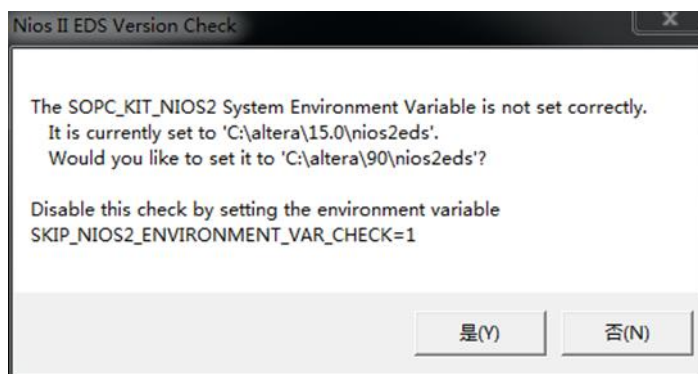 Nios II EDS Version Check
The SOPC_KIT_NIOS2 System Environment Variable is not set correctly.
It is currently set to 'C:\altera\15.0\nios2eds'.
Would you like to set it to 'C:\altera\90\nios2eds'?
Disable this check by setting the environment variable
SKIP_NIOS2_ENVIRONMENT_VAR_CHECK=1
是(Y)
否(N)